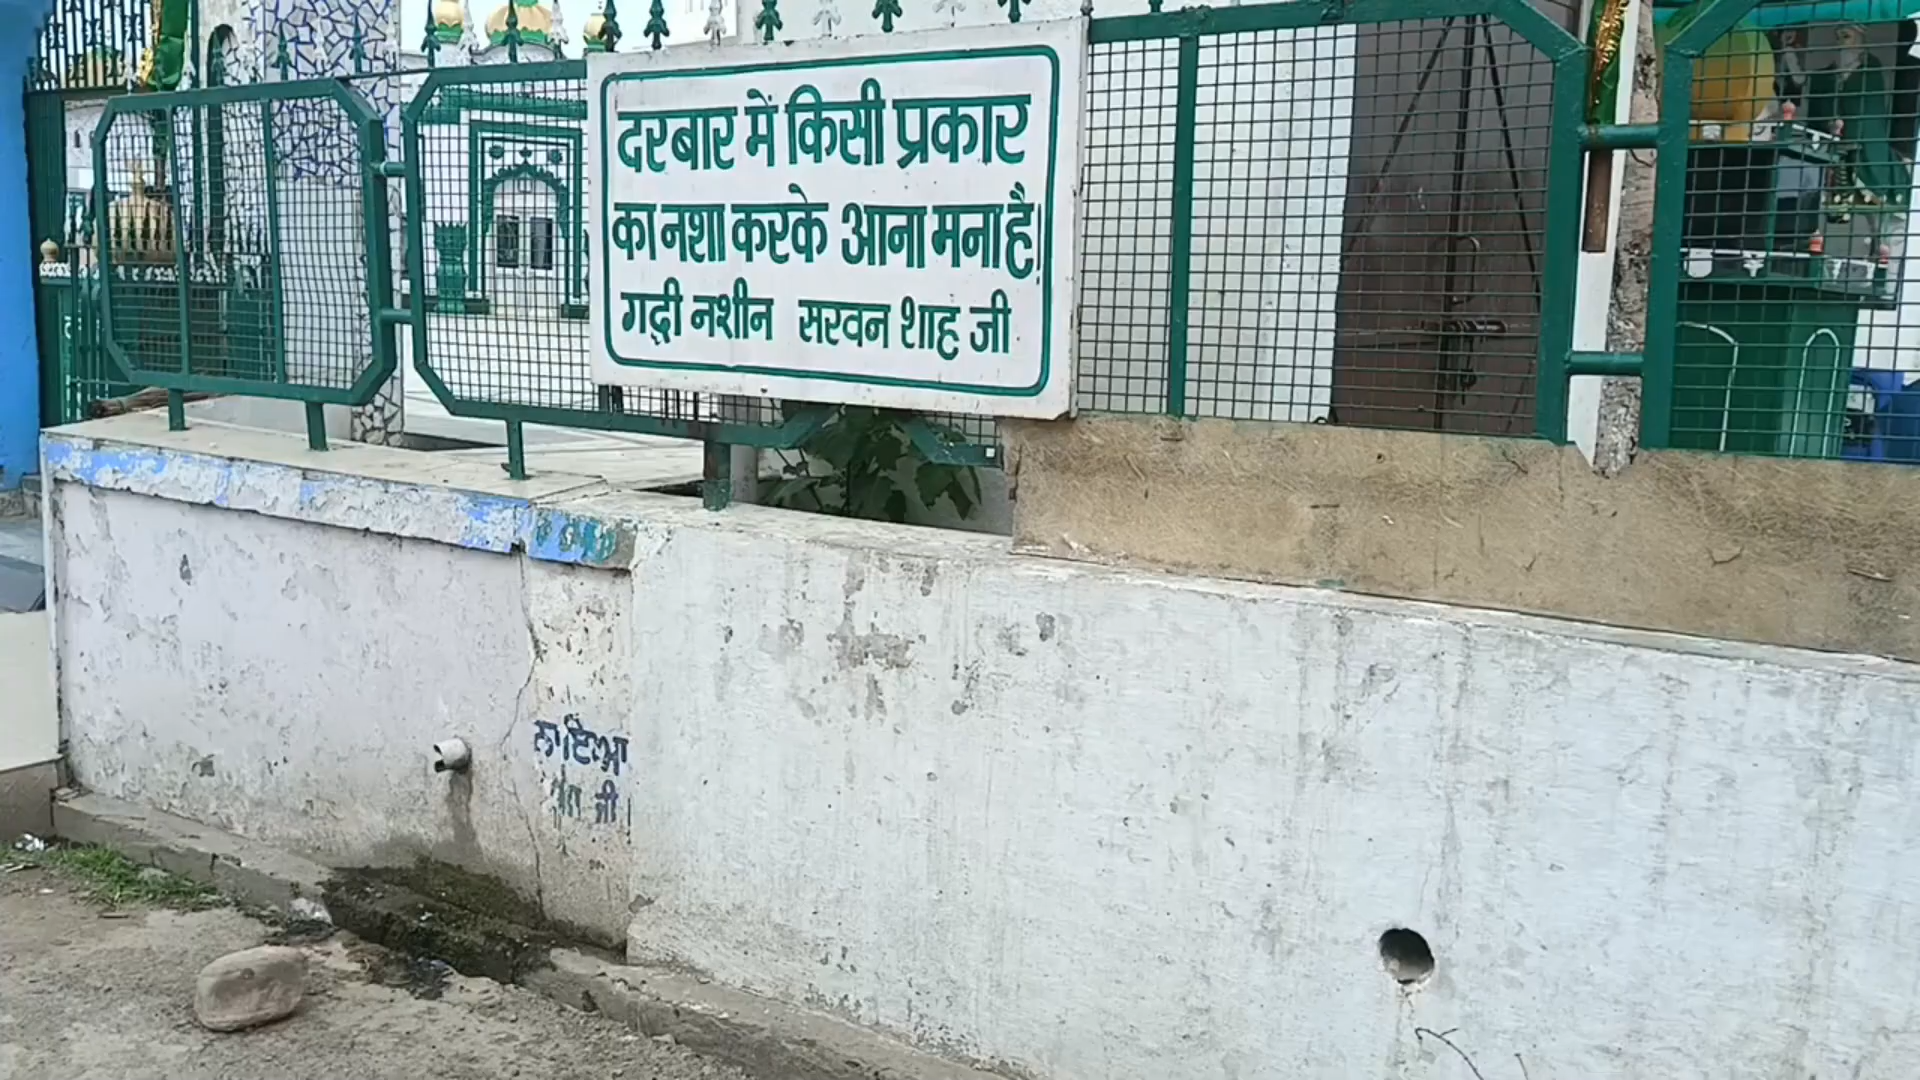 दरबार में किसी प्रकार
का नशा करके आना मना है।
गद्दी नशीन सरवन शाह जी
ਜੀ